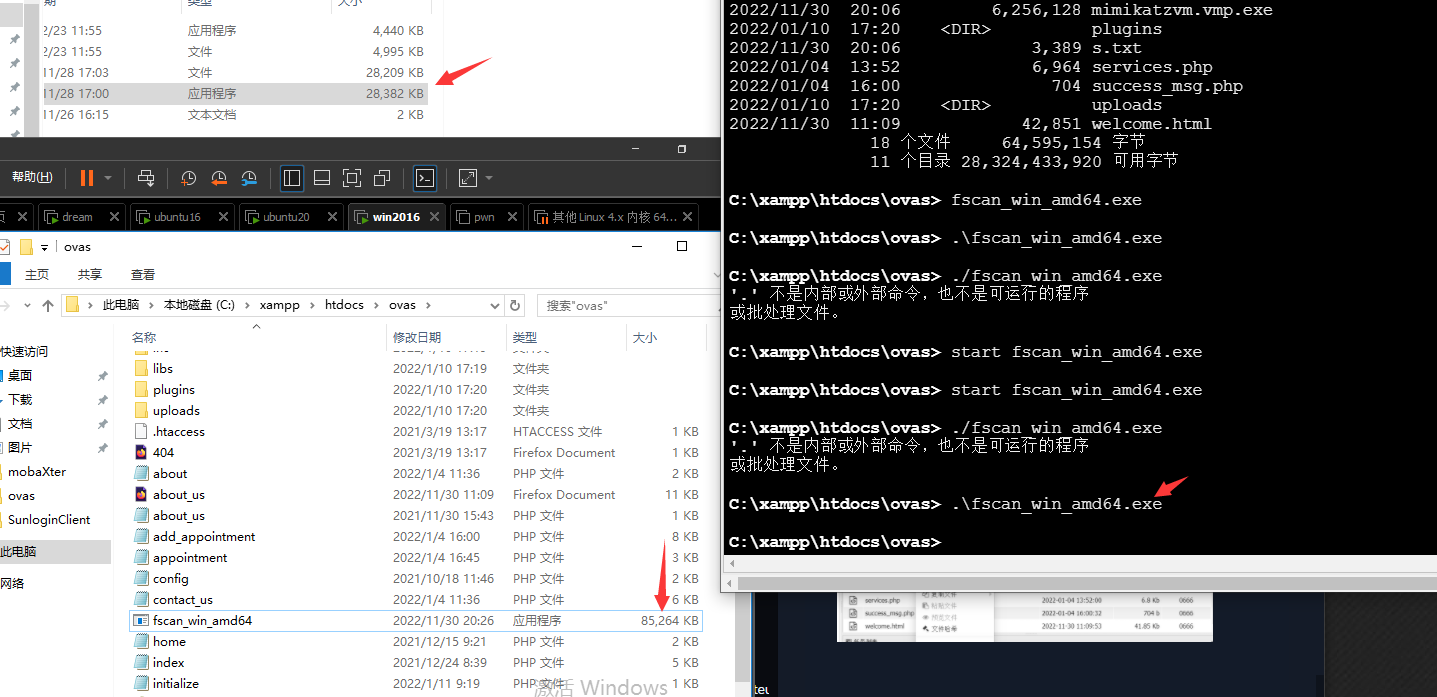 期 类型 大小
2/23 11:55 应用程序 4,440 KB
2/23 11:55 文件 4,995 KB
11/28 17:03 文件 28,209 KB
11/28 17:00 应用程序 28,382 KB
11/26 16:15 文本文档 2 KB
帮助(H)
页 dream ubuntu16 ubuntu20 win2016 pwn 其他 Linux 4.x 内核 64...
ovas
主页 共享 查看
此电脑 本地磁盘 (C:) xampp htdocs ovas 搜索"ovas"
快速访问
桌面
下载
文档
图片
mobaXter
ovas
SunloginClient
此电脑
网络
名称 修改日期 类型 大小
libs 2022/1/10 17:19 文件夹
plugins 2022/1/10 17:20 文件夹
uploads 2022/1/10 17:20 文件夹
.htaccess 2021/3/19 13:17 HTACCESS 文件 1 KB
404 2021/3/19 13:17 Firefox Document 1 KB
about 2022/1/4 11:36 PHP 文件 2 KB
about_us 2022/11/30 11:09 Firefox Document 11 KB
about_us 2021/11/30 15:43 PHP 文件 1 KB
add_appointment 2022/1/4 16:00 PHP 文件 8 KB
appointment 2022/1/4 16:45 PHP 文件 3 KB
config 2021/10/18 11:46 PHP 文件 2 KB
contact_us 2022/1/4 11:36 PHP 文件 6 KB
fscan_win_amd64 2022/11/30 20:26 应用程序 85,264 KB
home 2021/12/15 9:21 PHP 文件 2 KB
index 2021/12/24 8:39 PHP 文件 5 KB
initialize 2022/1/11 9:19 PHP 文件 1 KB
激活 Windows
2022/11/30 20:06 6,256,128 mimikatzvm.vmp.exe
2022/01/10 17:20 <DIR> plugins
2022/11/30 20:06 3,389 s.txt
2022/01/04 13:52 6,964 services.php
2022/01/04 16:00 704 success_msg.php
2022/01/10 17:20 <DIR> uploads
2022/11/30 11:09 42,851 welcome.html
18 个文件 64,595,154 字节
11 个目录 28,324,433,920 可用字节
C:\xampp\htdocs\ovas> fscan_win_amd64.exe
C:\xampp\htdocs\ovas> .\fscan_win_amd64.exe
C:\xampp\htdocs\ovas> ./fscan_win_amd64.exe
'.' 不是内部或外部命令，也不是可运行的程序
或批处理文件。
C:\xampp\htdocs\ovas> start fscan_win_amd64.exe
C:\xampp\htdocs\ovas> start fscan_win_amd64.exe
C:\xampp\htdocs\ovas> ./fscan_win_amd64.exe
'.' 不是内部或外部命令，也不是可运行的程序
或批处理文件。
C:\xampp\htdocs\ovas> .\fscan_win_amd64.exe
C:\xampp\htdocs\ovas>
services.php 2022-01-04 13:52:00 6.8 Kb 0666
success_msg.php 2022-01-04 16:00:32 704 b 0666
welcome.html 2022-11-30 11:09:53 41.85 Kb 0666